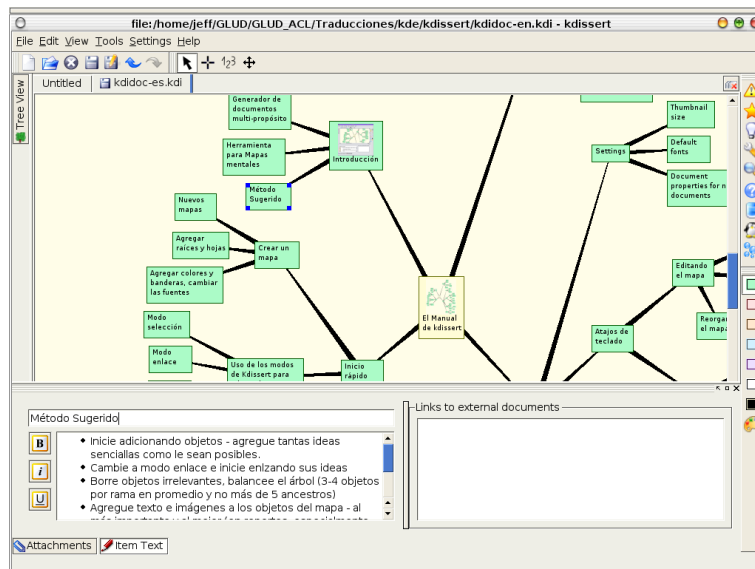 file:/home/jeff/GLUD/GLUD_ACL/Traducciones/kde/kdissert/kdidoc-en.kdi - kdissert
File Edit View Tools Settings Help
123
Untitled
kdidoc-es.kdi
Tree View
Generador de
documentos
multi-propósito
Herramienta
para Mapas
mentales
Introducción
Método
Sugerido
Nuevos
mapas
Agregar
raíces y hojas
Crear un
mapa
Agregar colores y
banderas, cambiar
las fuentes
Modo
selección
Modo
enlace
Uso de los modos
de Kdissert para
Inicio
rápido
El Manual
de kdissert
Thumbnail
size
Settings
Default
fonts
Document
properties for n
documents
Editando
el mapa
Reorgan
el mapa
Atajos de
teclado
Método Sugerido
B
i
U
Inicie adicionando objetos - agregue tantas ideas
senciallas como le sean posibles.
Cambie a modo enlace e inicie enlzando sus ideas
Borre objetos irrelevantes, balancee el árbol (3-4 objetos
por rama en promedio y no más de 5 ancestros)
Agregue texto e imágenes a los objetos del mapa - al
Links to external documents
Attachments
Item Text